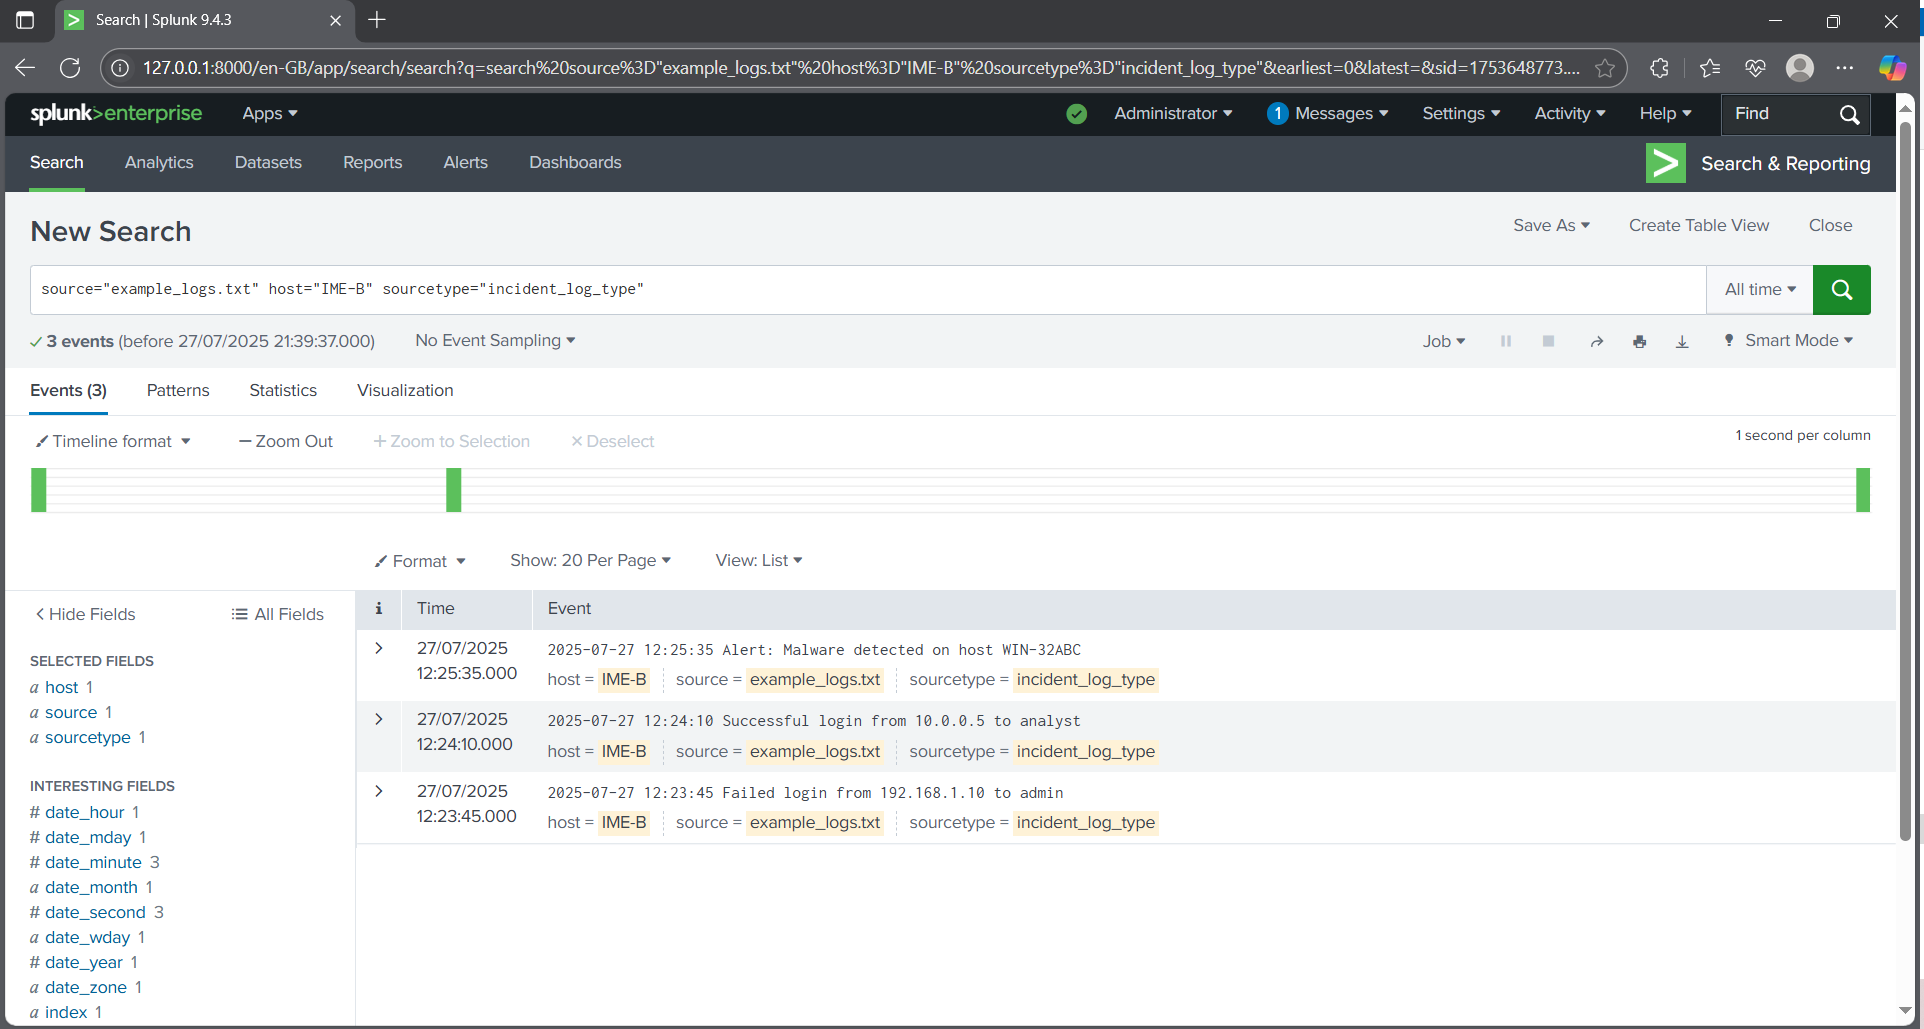 Search | Splunk 9.4.3
127.0.0.1:8000/en-GB/app/search/search?q=search%20source%3D"example_logs.txt"%20host%3D"IME-B"%20sourcetype%3D"incident_log_type"&earliest=0&latest=&sid=1753648773....
splunk>enterprise Apps Administrator 1 Messages Settings Activity Help Find
Search Analytics Datasets Reports Alerts Dashboards > Search & Reporting
New Search Save As Create Table View Close
source="example_logs.txt" host="IME-B" sourcetype="incident_log_type" All time
3 events (before 27/07/2025 21:39:37.000) No Event Sampling Job Smart Mode
Events (3) Patterns Statistics Visualization
Timeline format — Zoom Out + Zoom to Selection × Deselect 1 second per column
Format Show: 20 Per Page View: List
< Hide Fields All Fields
SELECTED FIELDS
a host 1
a source 1
a sourcetype 1
INTERESTING FIELDS
# date_hour 1
# date_mday 1
# date_minute 3
a date_month 1
# date_second 3
a date_wday 1
# date_year 1
a date_zone 1
a index 1
i Time Event
27/07/2025 12:25:35.000
2025-07-27 12:25:35 Alert: Malware detected on host WIN-32ABC
host = IME-B source = example_logs.txt sourcetype = incident_log_type
27/07/2025 12:24:10.000
2025-07-27 12:24:10 Successful login from 10.0.0.5 to analyst
host = IME-B source = example_logs.txt sourcetype = incident_log_type
27/07/2025 12:23:45.000
2025-07-27 12:23:45 Failed login from 192.168.1.10 to admin
host = IME-B source = example_logs.txt sourcetype = incident_log_type